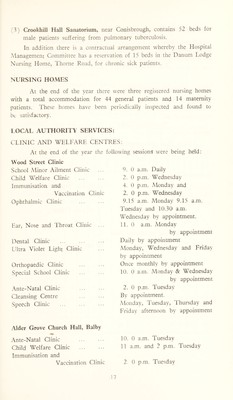 (3) Crookhill Hall Sanatorium, near Conisbrough, contains 52 beds for
male patients suffering from pulmonary tuberculosis.
In addition there is a contractual arrangement whereby the Hospital
Management Committee has a reservation of 15 beds in the Danum Lodge
Nursing Home, Thorne Road, for chronic sick patients.
NURSING HOMES
At the end of the year there were three registered nursing homes
with a total accommodation for 44 general patients and 14 maternity
patients. These homes have been periodically inspected and found to
be satisfactory.
LOCAL AUTHORITY SERVICES:
CLINIC AND WELFARE CENTRES:
At the end of the year the following sessions were being held:
Wood Street Clinic
School Minor Ailment Clinic ... 9. 0 a.m. Daily
Child Welfare Clinic ... ... 2. 0 p.m. Wednesday
Immunisation and 4. 0 p.m. Monday and
Vaccination Clinic 2. 0 p.m. Wednesday
Ophthalmic Clinic ... ... 9.15 a.m. Monday 9.15 a.m.
Tuesday and 10.30 a.m.
Wednesday by appointment.
Ear, Nose and Throat Clinic ... 11. 0 a.m. Monday
by appointment
Dental Clinic ... ... Daily by appointment
Ultra Violet Light Clinic ... Monday, Wednesday and Friday
by appointment
Orthopaedic Clinic ... ... Once monthly by appointment
Special School Clinic ... ... 10. 0 a.m. Monday & Wednesday
by appointment
Ante-Natal Clinic ... ... 2. 0 p.m. Tuesday
Cleansing Centre ... ... By appointment
Speech Clinic ... ... Monday, Tuesday, Thursday and
Friday afternoon by appointment
Alder Grove Church Hall, Balby
Ante-Natal Clinic ... ... 10. 0 a.m. Tuesday
Child Welfare Clinic ... ... 11 a.m. and 2 p.m. Tuesday
Immunisation and
Vaccination Clinic 2. 0 p.m. Tuesday